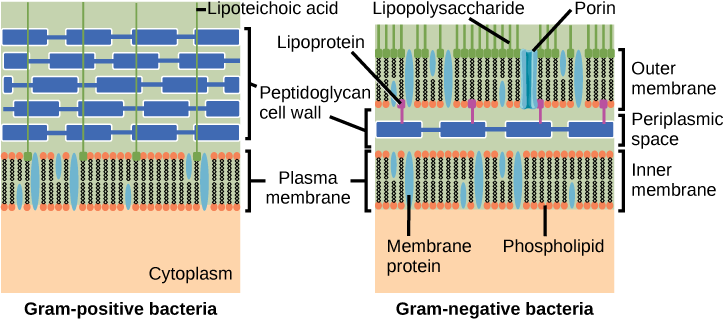 Lipoteichoic acid
Lipopolysaccharide
Porin
Lipoprotein
Peptidoglycan
cell wall
Outer
membrane
Periplasmic
space
Plasma
membrane
Inner
membrane
Membrane
protein
Phospholipid
Cytoplasm
Gram-positive bacteria
Gram-negative bacteria